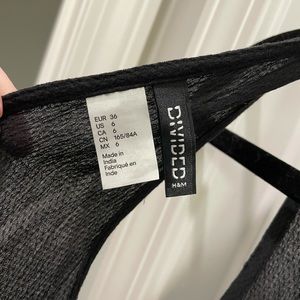 EUR 36
US 6
CA 6
CN 165/84A
MX 6
Made in
India
Fabriqué en
Inde
DIVIDED
H&M